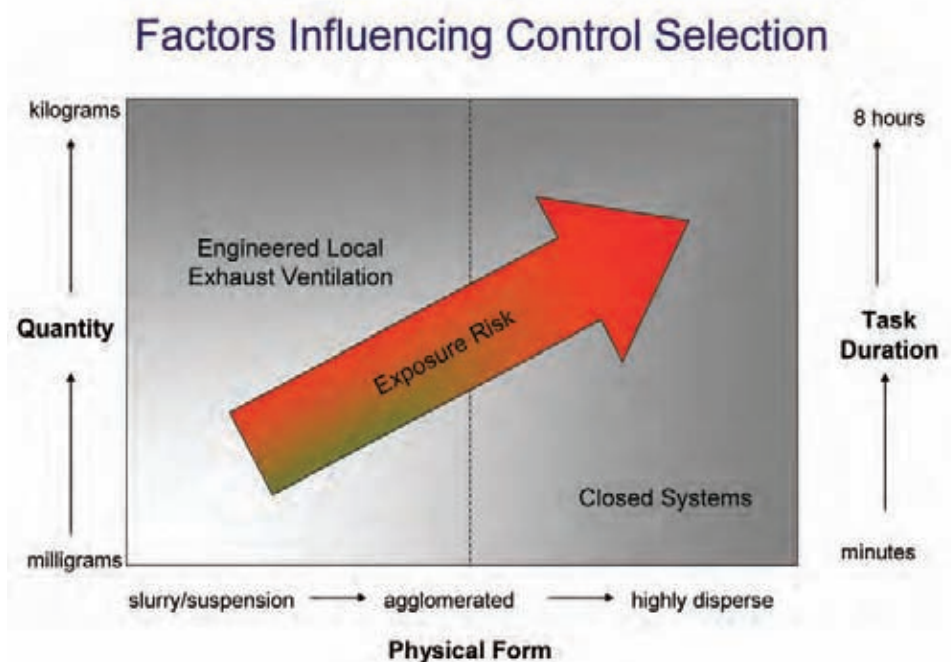 Factors Influencing Control Selection
kilograms
8 hours
Engineered Local
Exhaust Ventilation
Exposure Risk
Quantity
Task
Duration
Closed Systems
milligrams
minutes
slurry/suspension
agglomerated
highly disperse
Physical Form